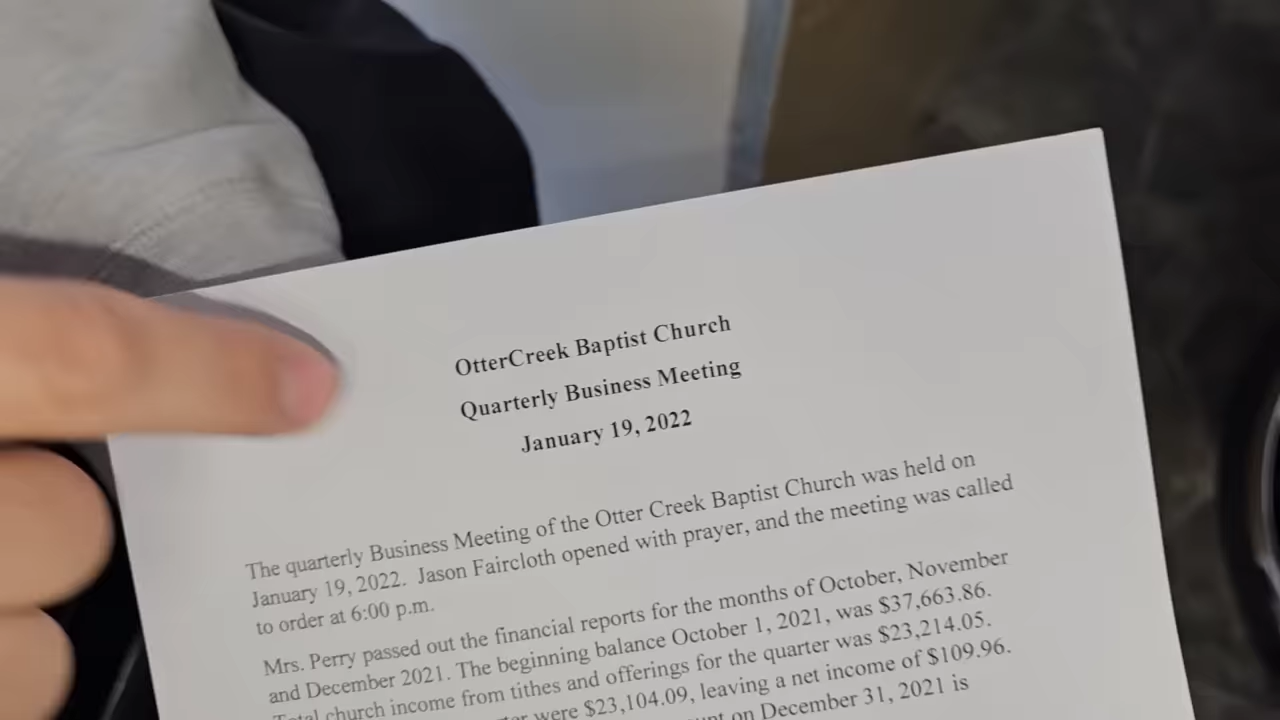 OtterCreek Baptist Church
Quarterly Business Meeting
January 19, 2022
The quarterly Business Meeting of the Otter Creek Baptist Church was held on
January 19, 2022. Jason Faircloth opened with prayer, and the meeting was called
to order at 6:00 p.m.
Mrs. Perry passed out the financial reports for the months of October, November
and December 2021. The beginning balance October 1, 2021, was $37,663.86.
Total church income from tithes and offerings for the quarter was $23,214.05.
were $23,104.09, leaving a net income of $109.96.
on December 31, 2021 is